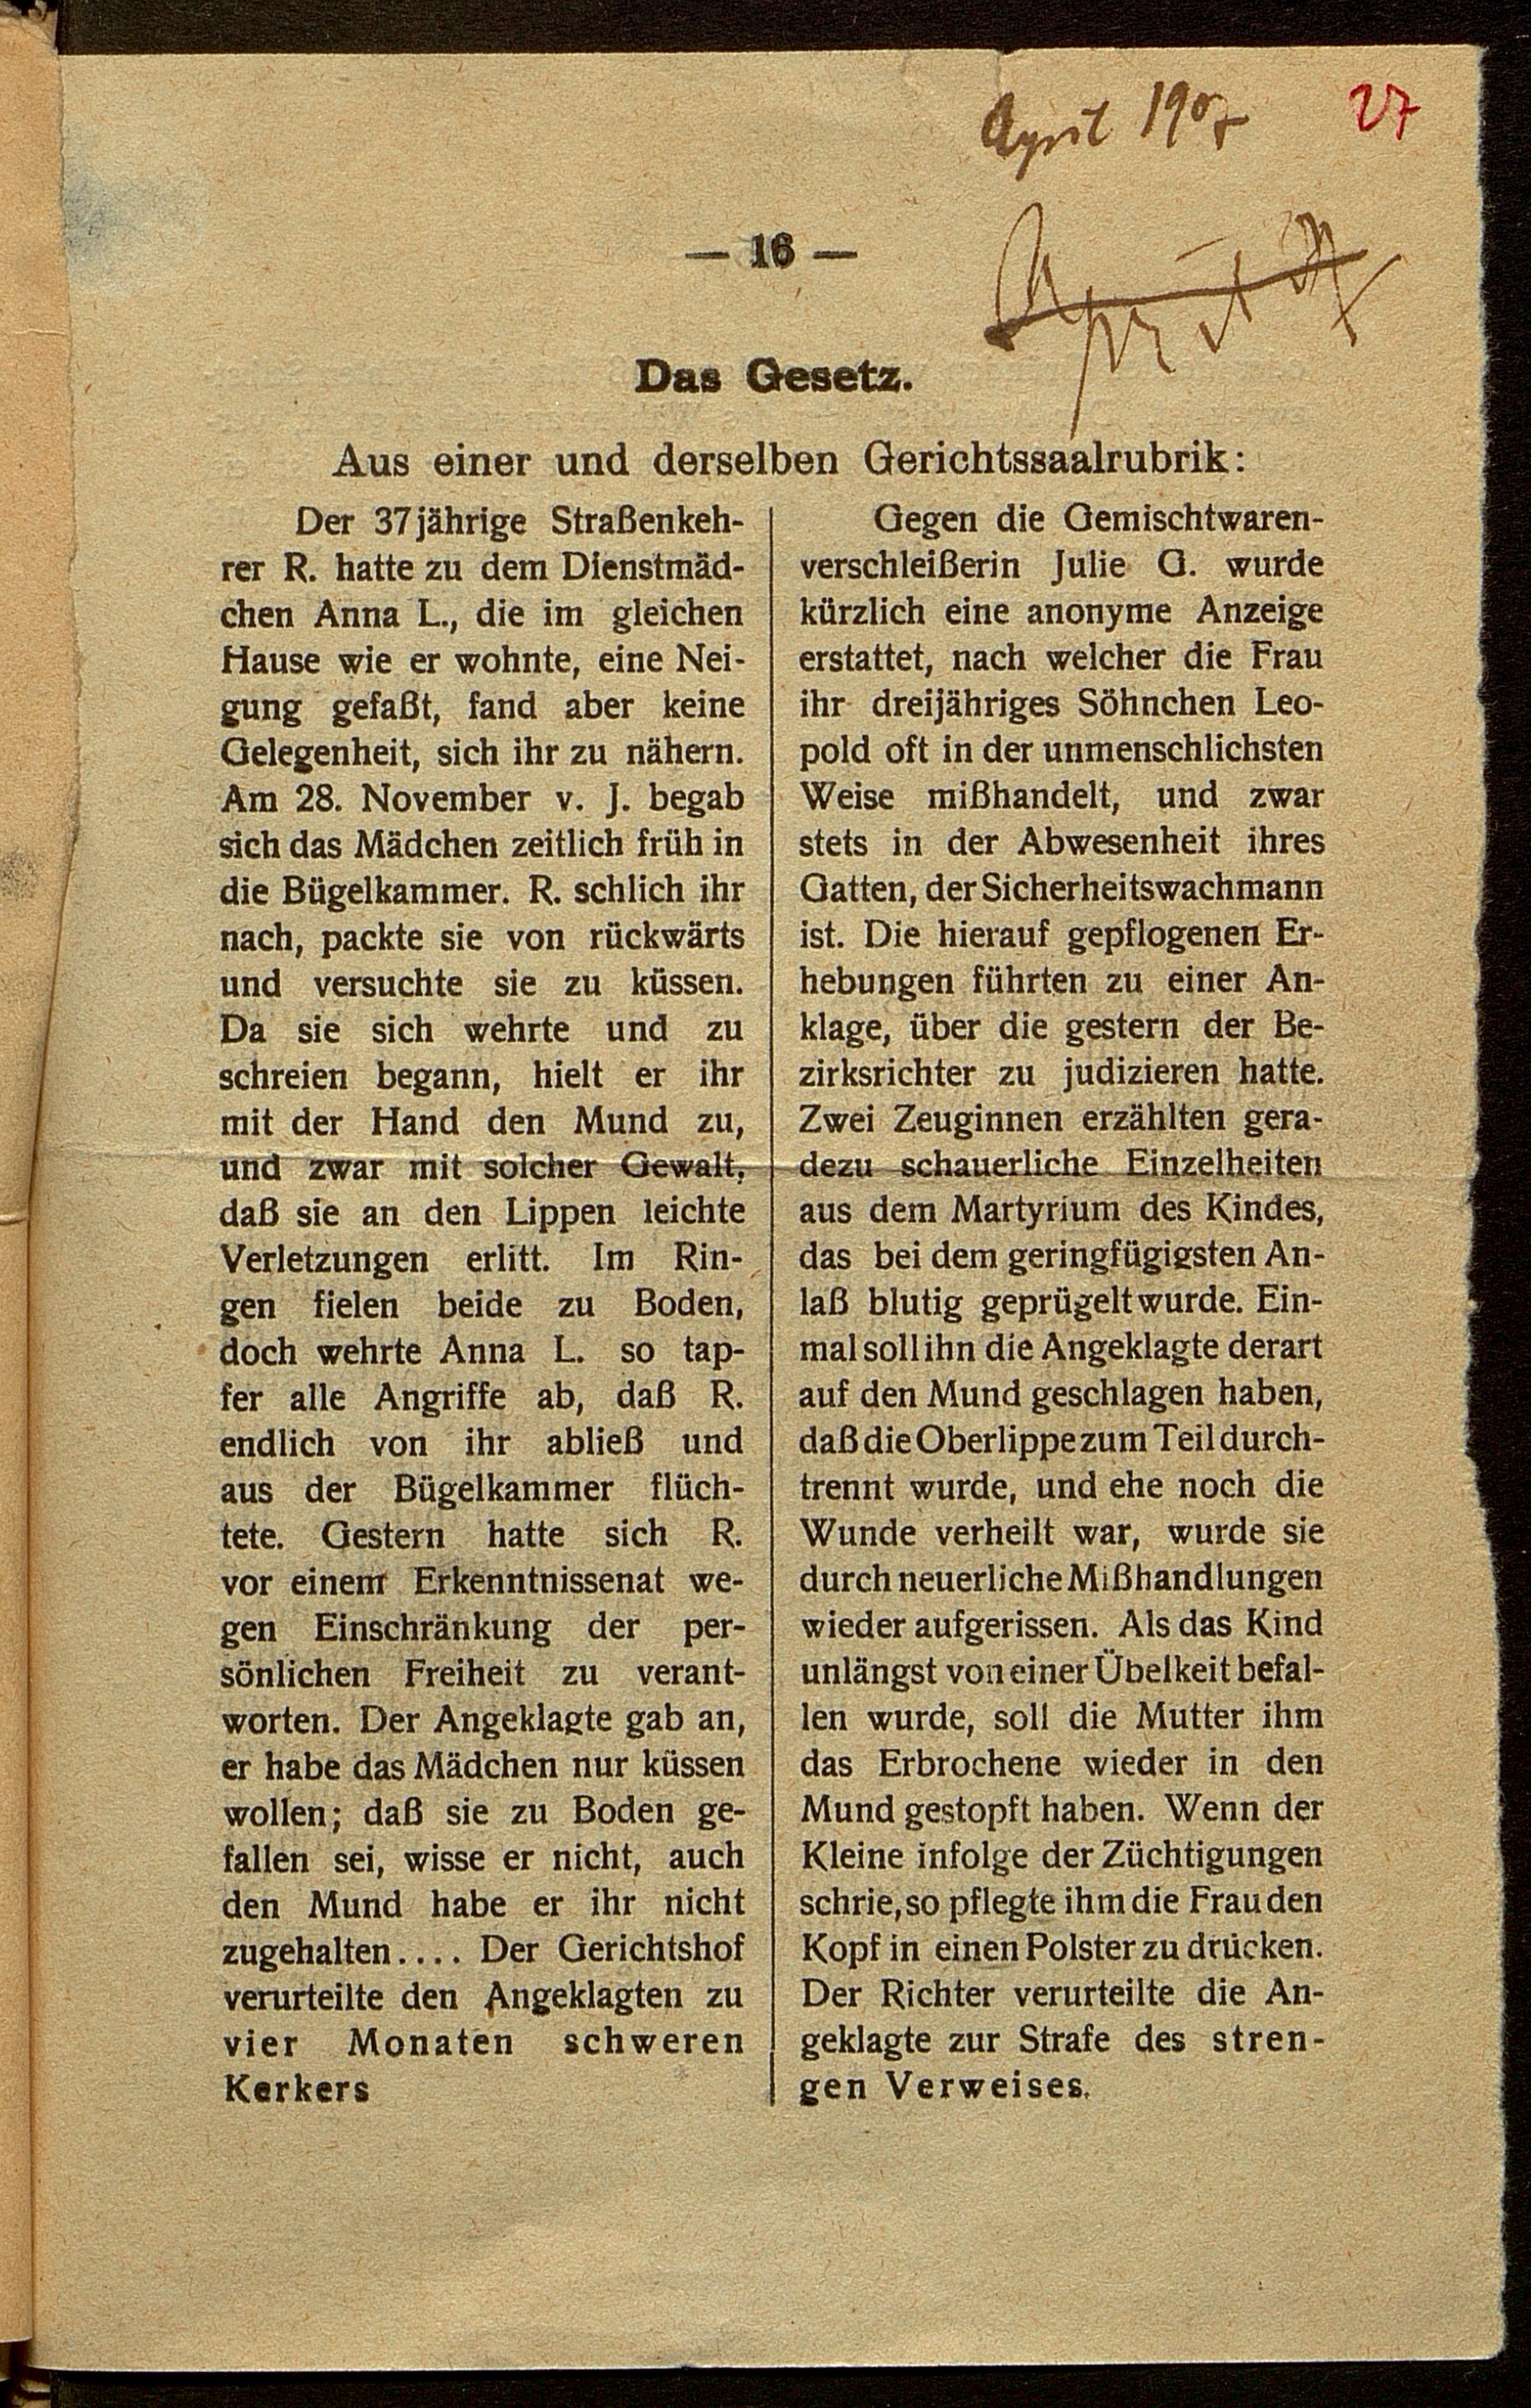 April 1907 27
— 16 —
April 07
Das Gesetz.
Aus einer und derselben Gerichtssaalrubrik:
Der 37jährige Straßenkeh-
rer R. hatte zu dem Dienstmäd-
chen Anna L., die im gleichen
Hause wie er wohnte, eine Nei-
gung gefaßt, fand aber keine
Gelegenheit, sich ihr zu nähern.
Am 28. November v. J. begab
sich das Mädchen zeitlich früh in
die Bügelkammer. R. schlich ihr
nach, packte sie von rückwärts
und versuchte sie zu küssen.
Da sie sich wehrte und zu
schreien begann, hielt er ihr
mit der Hand den Mund zu,
und zwar mit solcher Gewalt,
daß sie an den Lippen leichte
Verletzungen erlitt. Im Rin-
gen fielen beide zu Boden,
doch wehrte Anna L. so tap-
fer alle Angriffe ab, daß R.
endlich von ihr abließ und
aus der Bügelkammer flüch-
tete. Gestern hatte sich R.
vor einem Erkenntnissenat we-
gen Einschränkung der per-
sönlichen Freiheit zu verant-
worten. Der Angeklagte gab an,
er habe das Mädchen nur küssen
wollen; daß sie zu Boden ge-
fallen sei, wisse er nicht, auch
den Mund habe er ihr nicht
zugehalten.... Der Gerichtshof
verurteilte den Angeklagten zu
vier Monaten schweren
Kerkers
Gegen die Gemischtwaren-
verschleißerin Julie G. wurde
kürzlich eine anonyme Anzeige
erstattet, nach welcher die Frau
ihr dreijähriges Söhnchen Leo-
pold oft in der unmenschlichsten
Weise mißhandelt, und zwar
stets in der Abwesenheit ihres
Gatten, der Sicherheitswachmann
ist. Die hierauf gepflogenen Er-
hebungen führten zu einer An-
klage, über die gestern der Be-
zirksrichter zu judizieren hatte.
Zwei Zeuginnen erzählten gera-
dezu schauerliche Einzelheiten
aus dem Martyrium des Kindes,
das bei dem geringfügigsten An-
laß blutig geprügelt wurde. Ein-
mal soll ihn die Angeklagte derart
auf den Mund geschlagen haben,
daß die Oberlippe zum Teil durch-
trennt wurde, und ehe noch die
Wunde verheilt war, wurde sie
durch neuerliche Mißhandlungen
wieder aufgerissen. Als das Kind
unlängst von einer Übelkeit befal-
len wurde, soll die Mutter ihm
das Erbrochene wieder in den
Mund gestopft haben. Wenn der
Kleine infolge der Züchtigungen
schrie, so pflegte ihm die Frau den
Kopf in einen Polster zu drücken.
Der Richter verurteilte die An-
geklagte zur Strafe des stren-
gen Verweises.